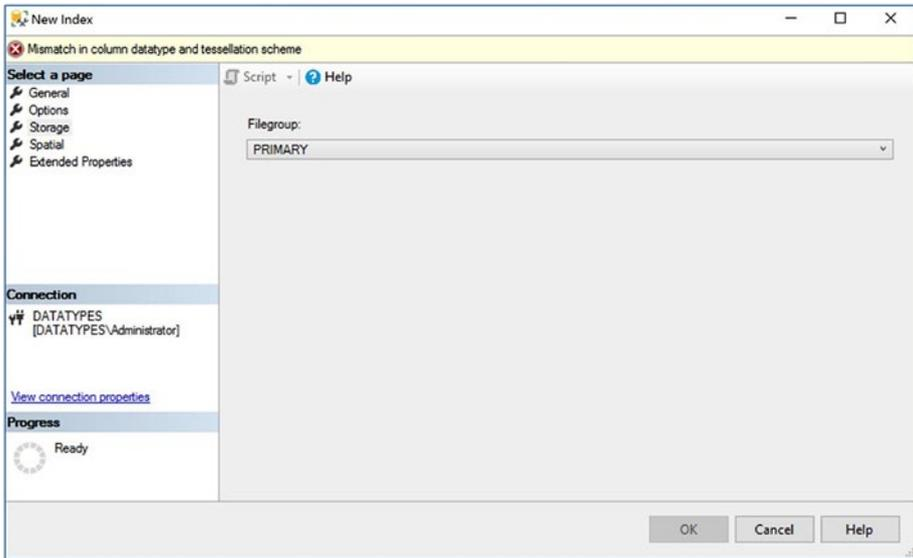 New Index
Mismatch in column datatype and tessellation scheme
Select a page
General
Options
Storage
Spatial
Extended Properties
Script
Help
Filegroup:
PRIMARY
Connection
DATATYPES
[DATATYPES\Administrator]
View connection properties
Progress
Ready
OK
Cancel
Help